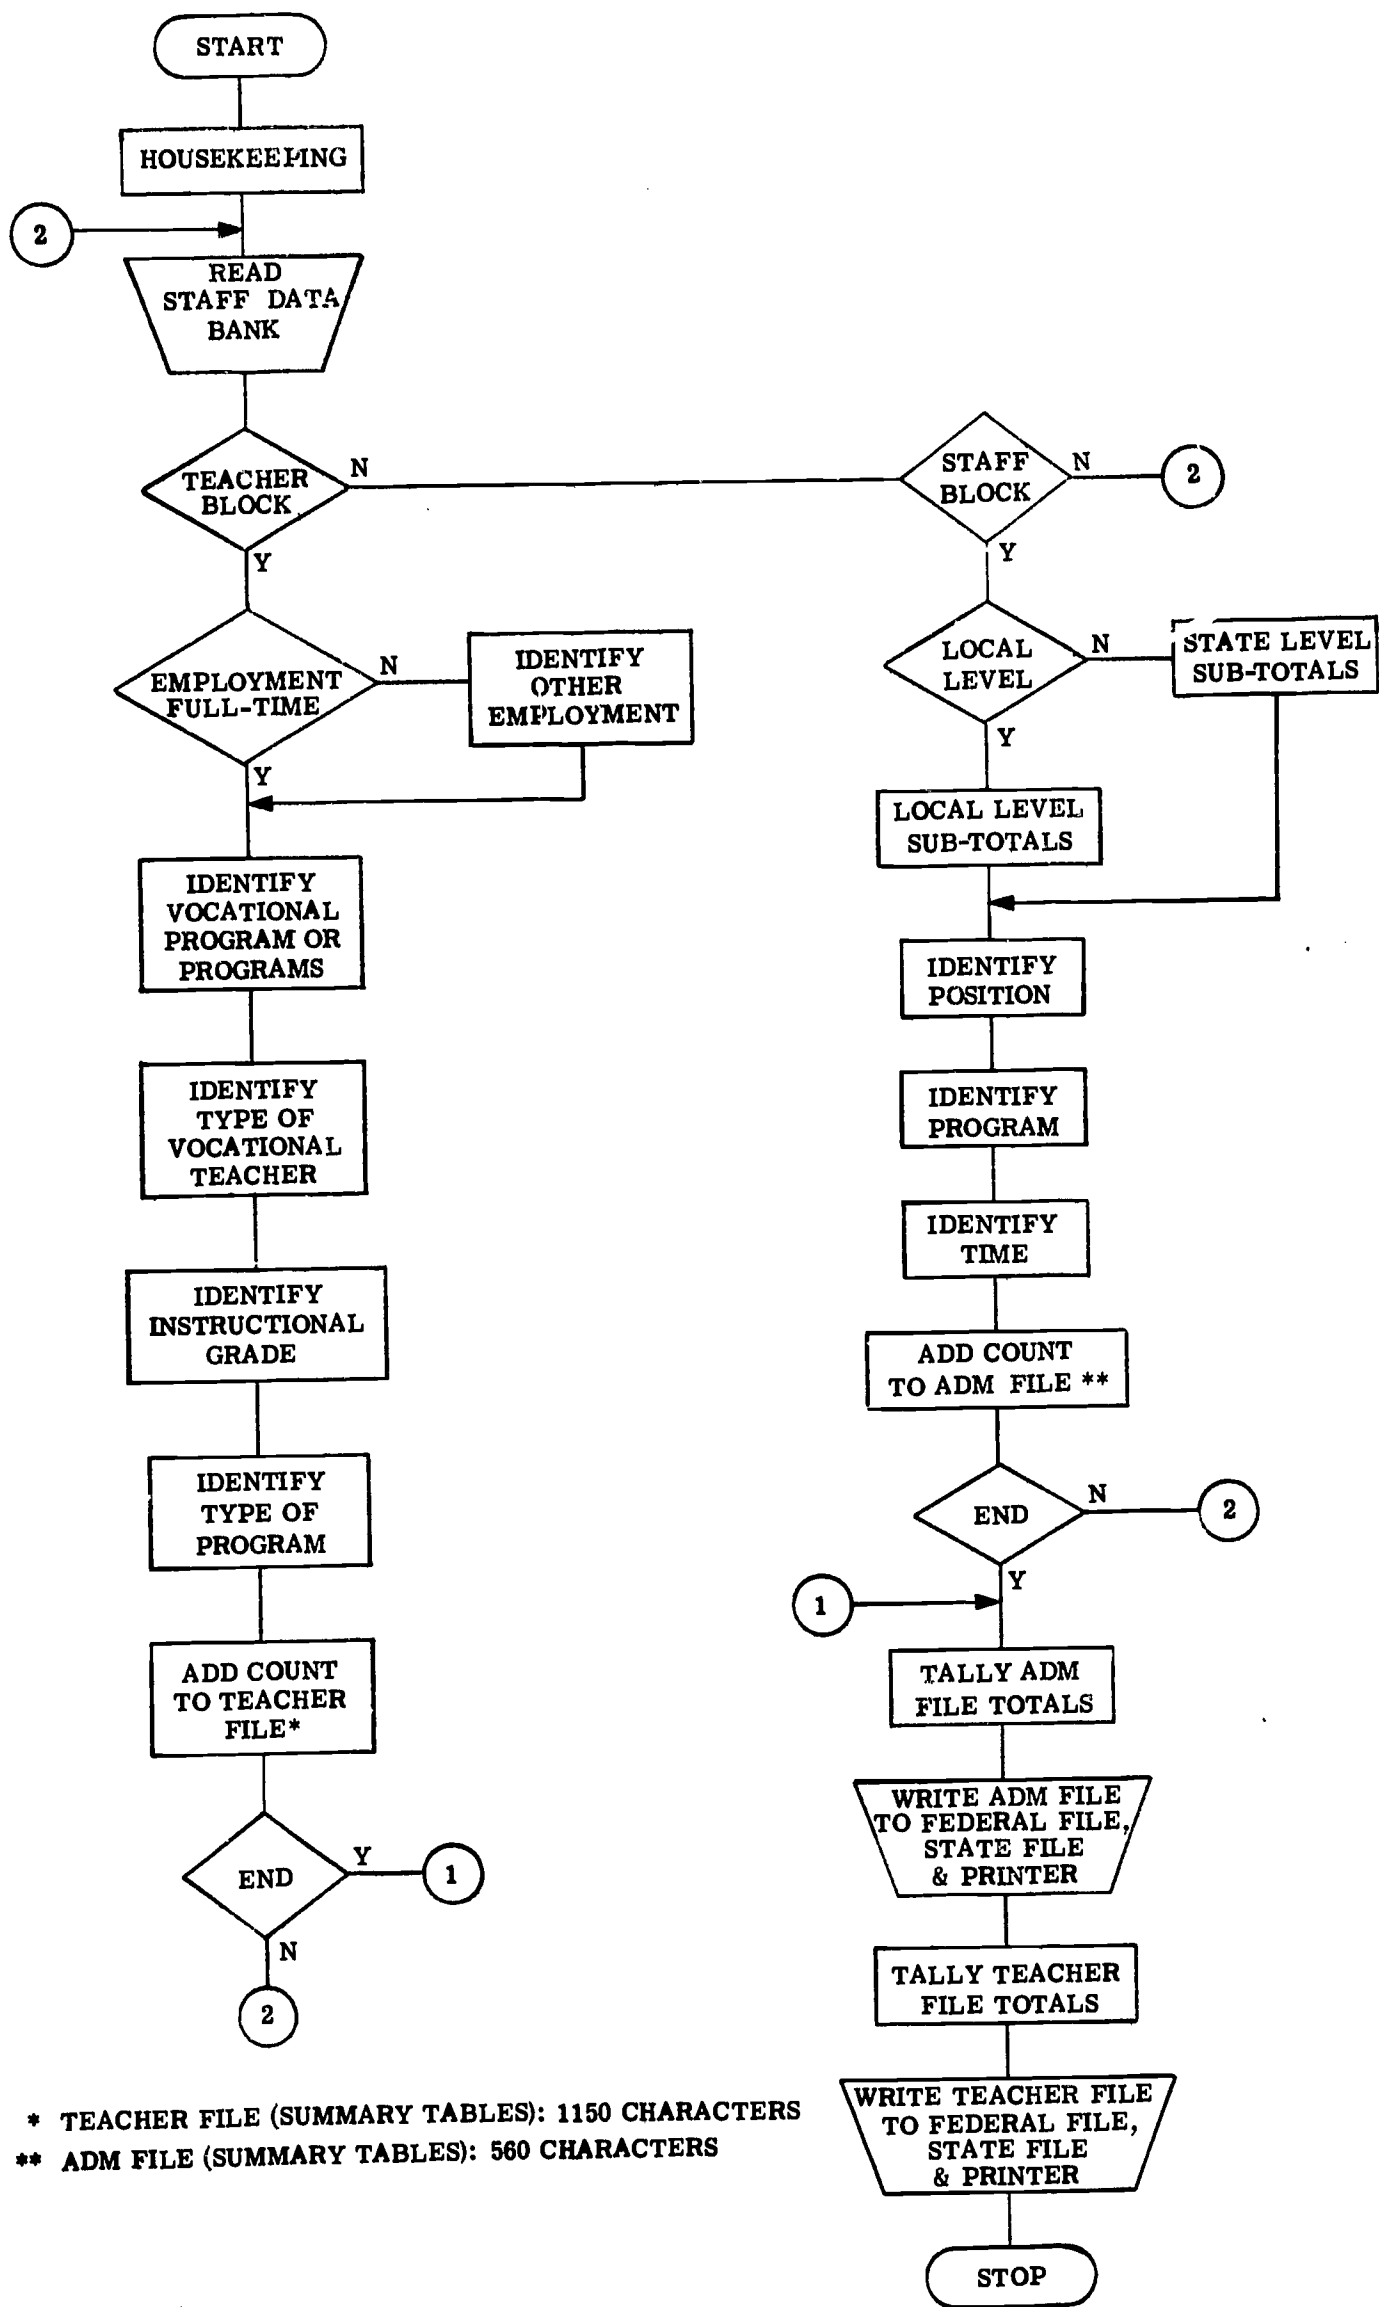 START
HOUSEKEEPING
2
READ
STAFF DATA
BANK
TEACHER
BLOCK
N
Y
STAFF
BLOCK
N
2
Y
EMPLOYMENT
FULL-TIME
N
IDENTIFY
OTHER
EMPLOYMENT
Y
LOCAL
LEVEL
N
STATE LEVEL
SUB-TOTALS
Y
LOCAL LEVEL
SUB-TOTALS
IDENTIFY
VOCATIONAL
PROGRAM OR
PROGRAMS
IDENTIFY
TYPE OF
VOCATIONAL
TEACHER
IDENTIFY
INSTRUCTIONAL
GRADE
IDENTIFY
TYPE OF
PROGRAM
ADD COUNT
TO TEACHER
FILE*
END
Y
1
N
2
IDENTIFY
POSITION
IDENTIFY
PROGRAM
IDENTIFY
TIME
ADD COUNT
TO ADM FILE **
END
N
2
Y
1
TALLY ADM
FILE TOTALS
WRITE ADM FILE
TO FEDERAL FILE,
STATE FILE
& PRINTER
TALLY TEACHER
FILE TOTALS
WRITE TEACHER FILE
TO FEDERAL FILE,
STATE FILE
& PRINTER
STOP
* TEACHER FILE (SUMMARY TABLES): 1150 CHARACTERS
** ADM FILE (SUMMARY TABLES): 560 CHARACTERS